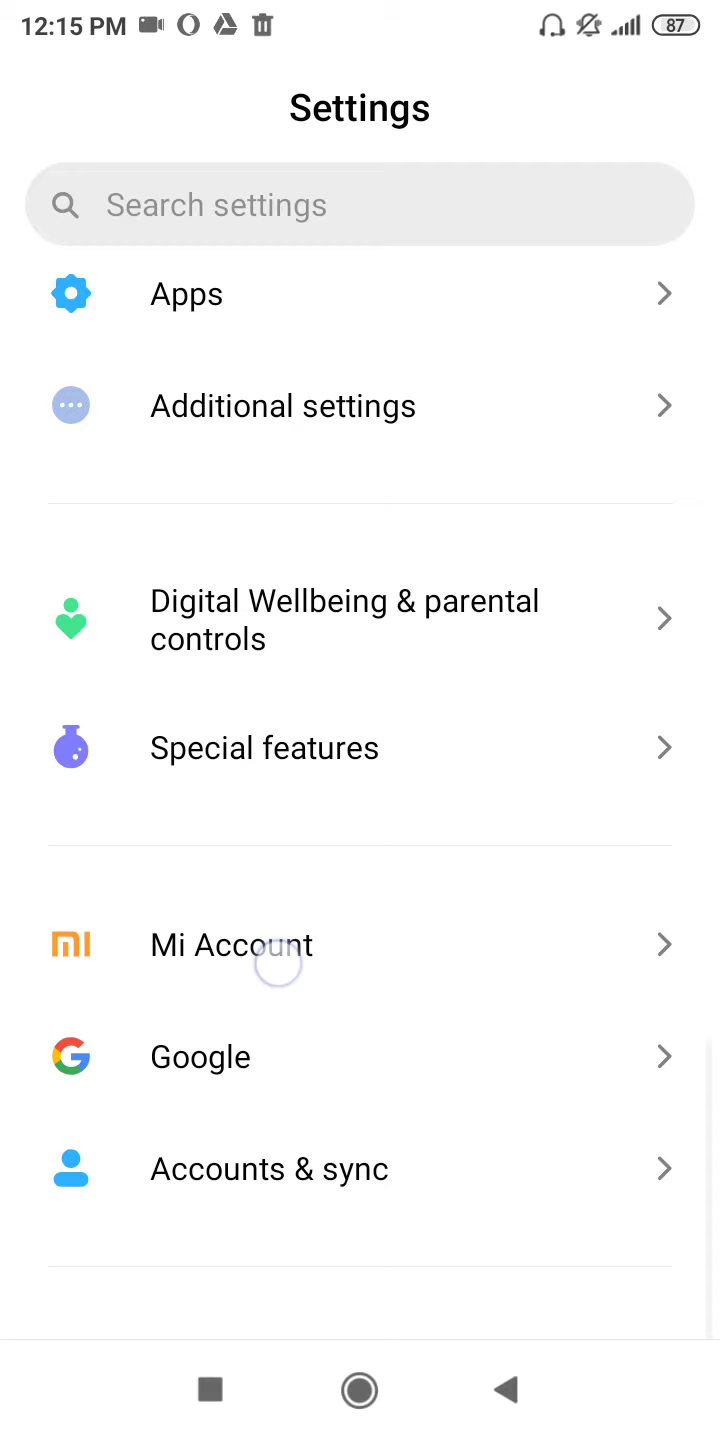 12:15 PM
87
Settings
Search settings
Apps
Additional settings
Digital Wellbeing & parental
controls
Special features
Mi Account
Google
Accounts & sync